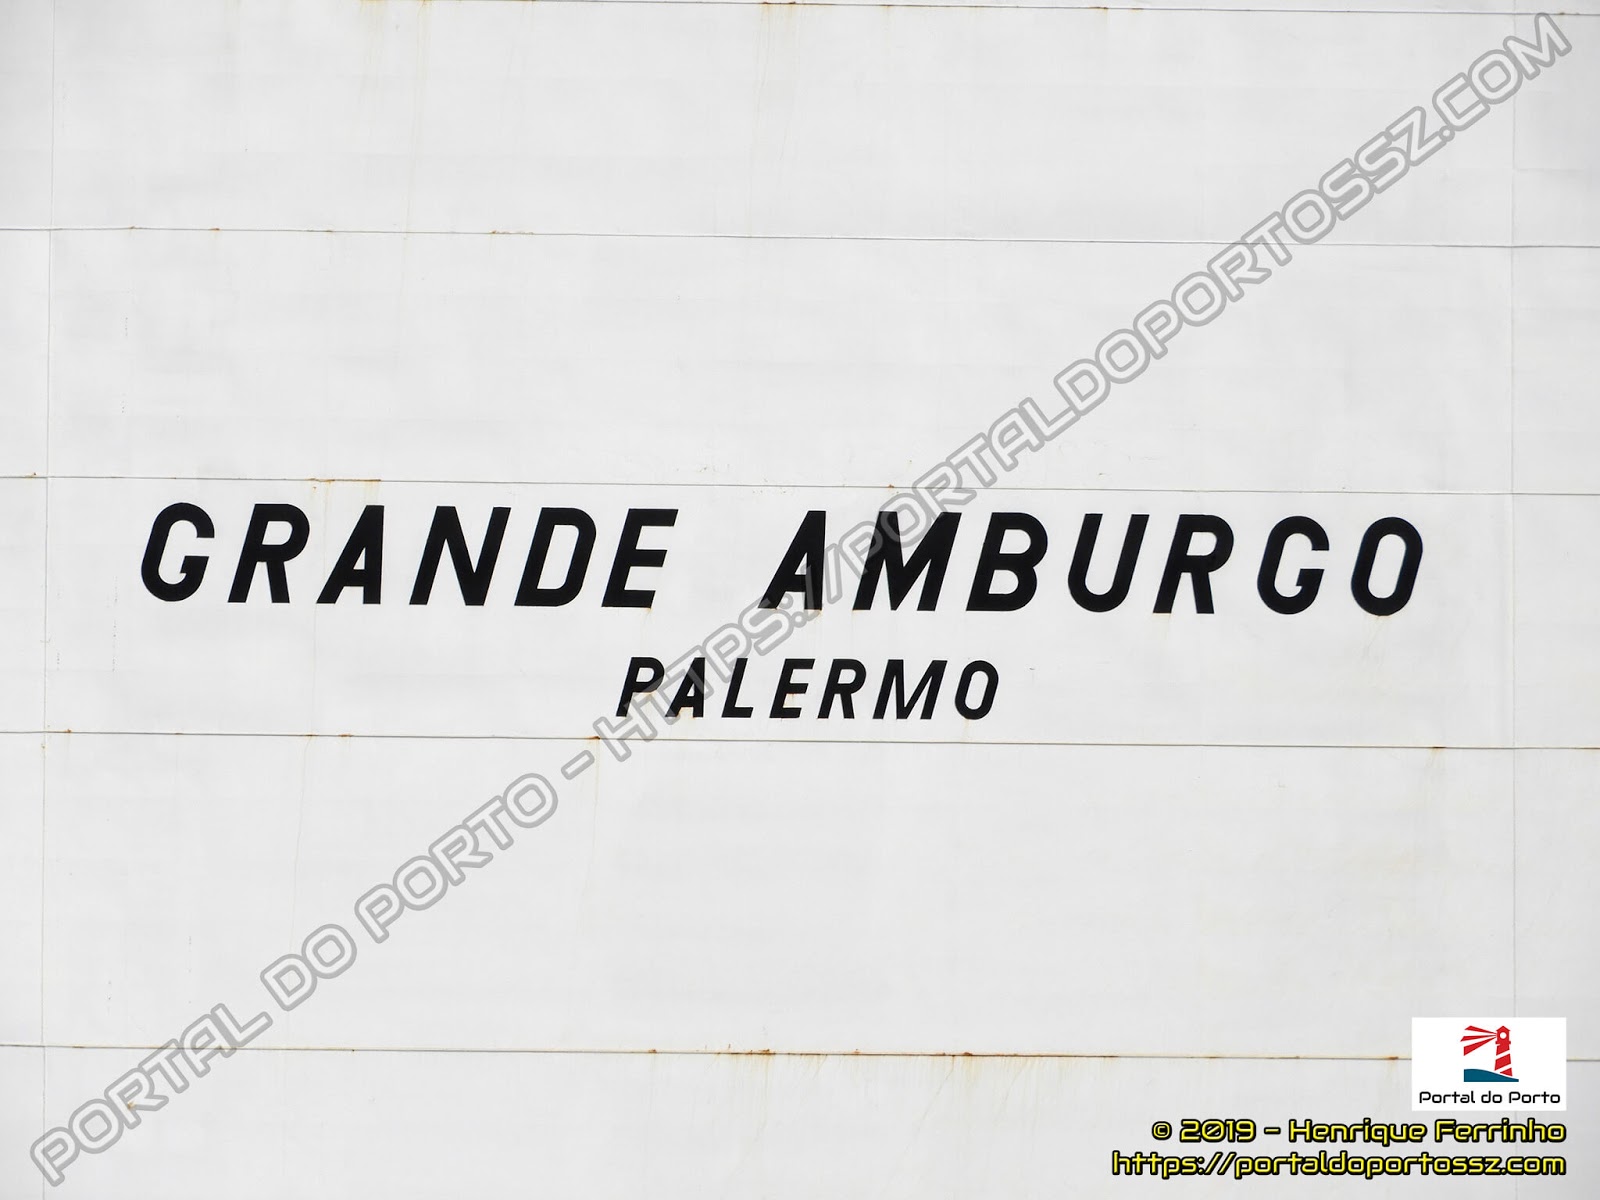 GRANDE AMBURGO
PALERMO
PORTAL DO PORTO - HTTPS://PORTALDOPORTOSSZ.COM
Portal do Porto
© 2019 - Henrique Ferrinho
https://portaldoportossz.com